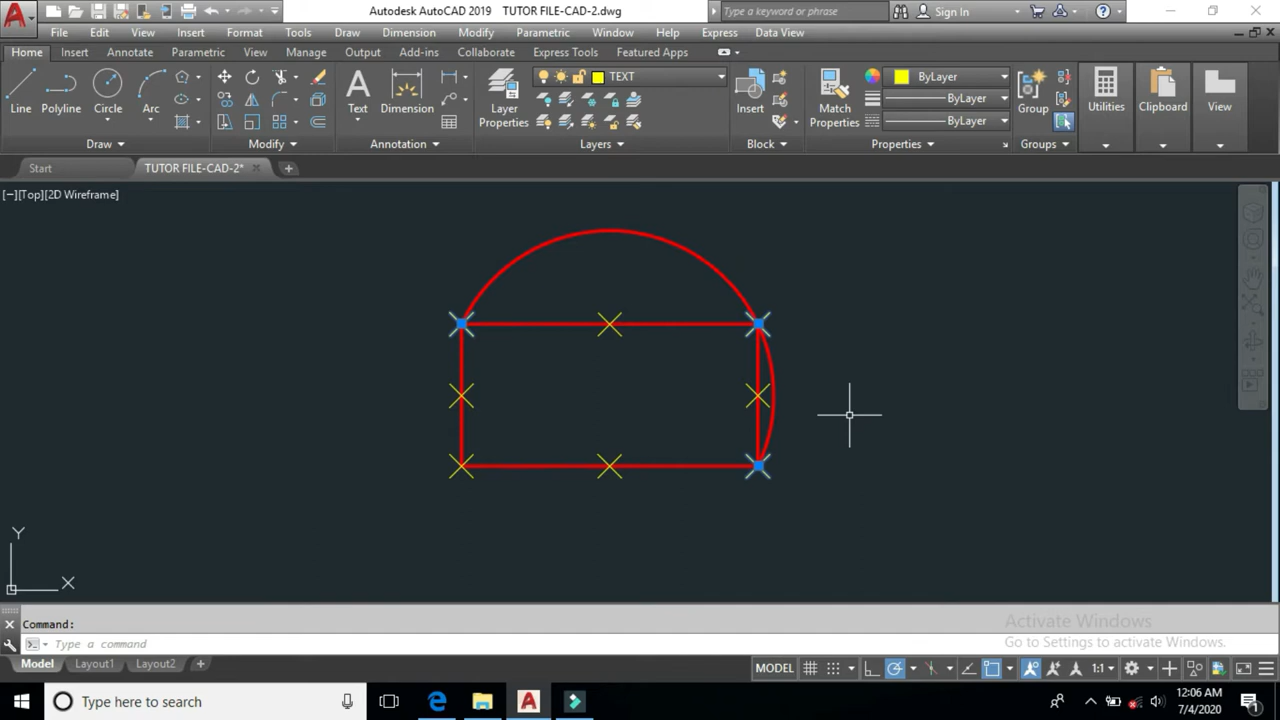 Autodesk AutoCAD 2019 TUTOR FILE-CAD-2.dwg Type a keyword or phrase Sign In
File Edit View Insert Format Tools Draw Dimension Modify Parametric Window Help Express Data View
Home Insert Annotate Parametric View Manage Output Add-ins Collaborate Express Tools Featured Apps
TEXT ByLayer
ByLayer
ByLayer
Line Polyline Circle Arc Text Dimension Layer Properties Insert Match Properties Group Utilities Clipboard View
Draw Modify Annotation Layers Block Properties Groups
Start TUTOR FILE-CAD-2*
[−][Top][2D Wireframe]
Y
X
Command:
Type a command
Activate Windows
Go to Settings to activate Windows.
Model Layout1 Layout2 MODEL 1:1
Type here to search
12:06 AM
7/4/2020
1